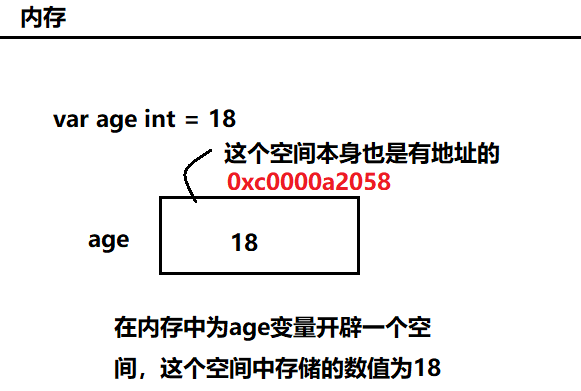 内存
var age int = 18
这个空间本身也是有地址的
0xc0000a2058
age
18
在内存中为age变量开辟一个空
间，这个空间中存储的数值为18